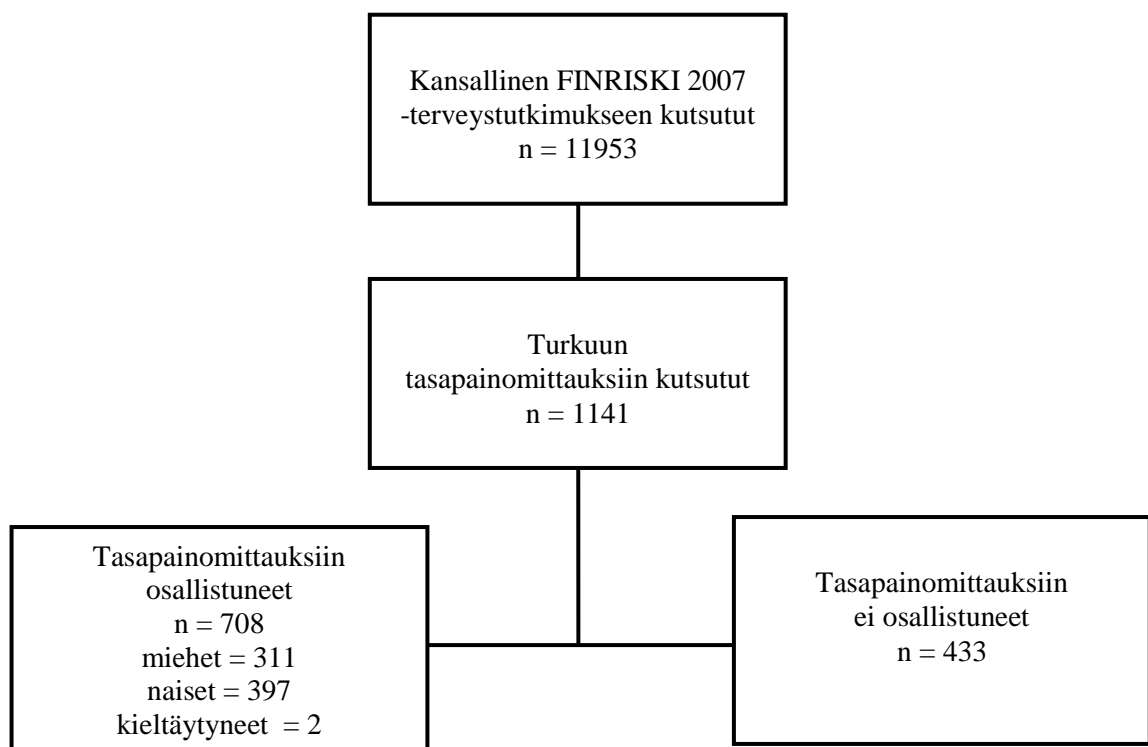 Kansallinen FINRISKI 2007
-terveystutkimukseen kutsutut
n = 11953
Turkuun
tasapainomittauksiin kutsutut
n = 1141
Tasapainomittauksiin
osallistuneet
n = 708
miehet = 311
naiset = 397
kieltäytyneet  = 2
Tasapainomittauksiin
ei osallistuneet
n = 433